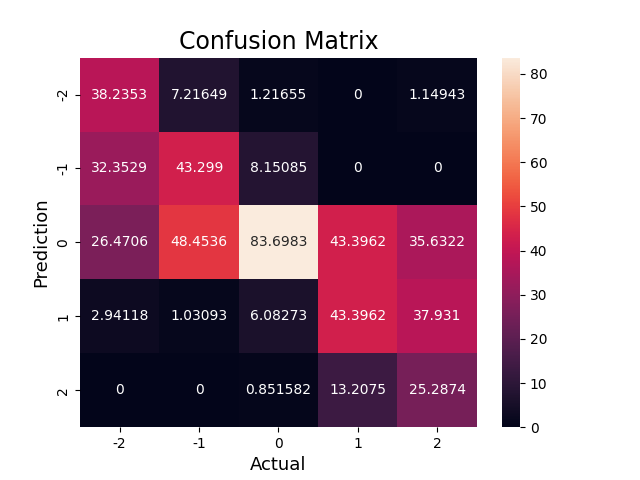 Confusion Matrix
-2 38.2353 7.21649 1.21655 0 1.14943
-1 32.3529 43.299 8.15085 0 0
0 26.4706 48.4536 83.6983 43.3962 35.6322
1 2.94118 1.03093 6.08273 43.3962 37.931
2 0 0 0.851582 13.2075 25.2874
-2 -1 0 1 2
Prediction
Actual
80
70
60
50
40
30
20
10
0